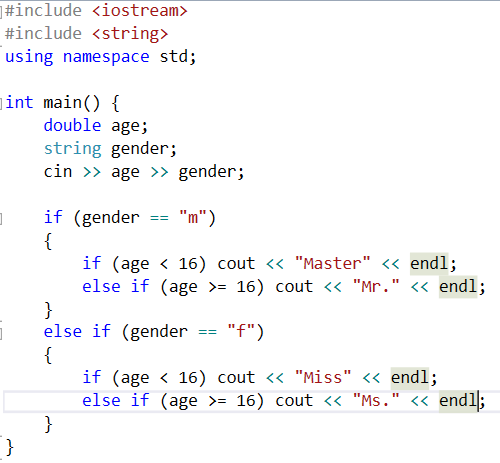 #include <iostream>
#include <string>
using namespace std;
int main() {
double age;
string gender;
cin >> age >> gender;
if (gender == "m")
{
if (age < 16) cout << "Master" << endl;
else if (age >= 16) cout << "Mr." << endl;
}
else if (gender == "f")
{
if (age < 16) cout << "Miss" << endl;
else if (age >= 16) cout << "Ms." << endl;
}
}